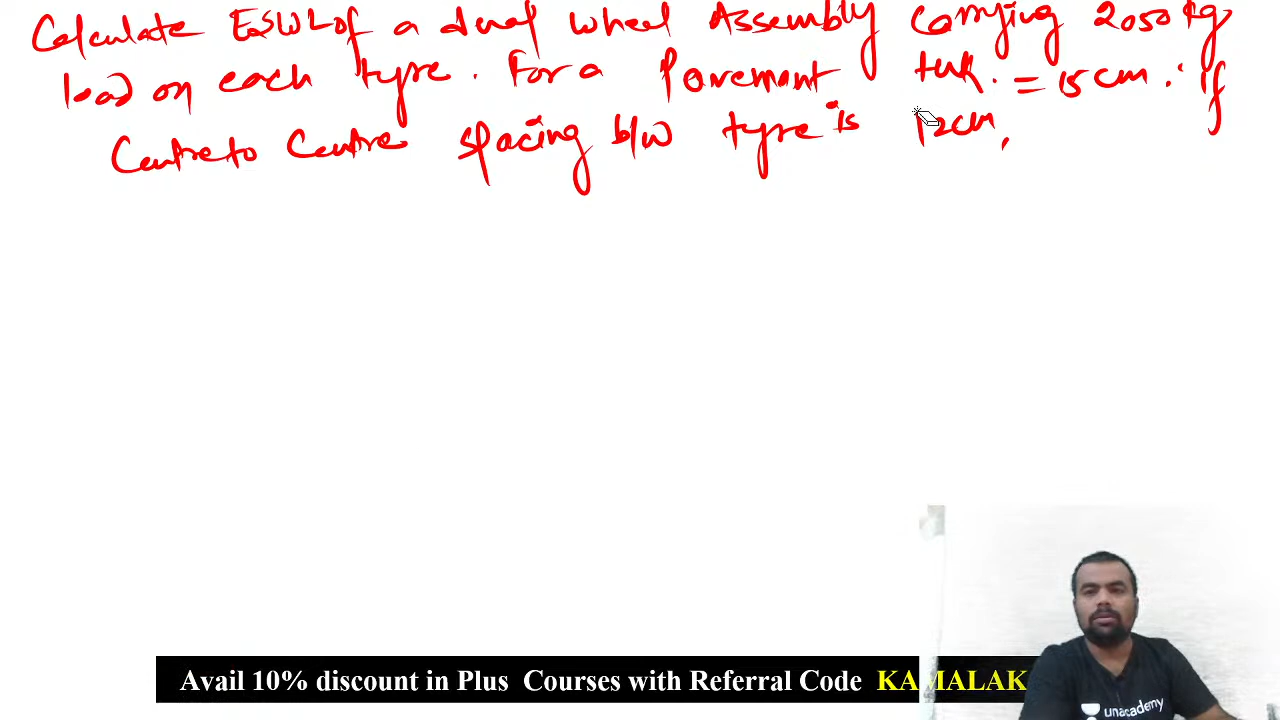 Calculate ESWL of a dual wheel Assembly Carrying 2050 kg
load on each tyre. For a Pavement thk. = 15 cm. if
Centre to Centre spacing b/w tyre is 12cm,
Avail 10% discount in Plus Courses with Referral Code KAMALAK
unacademy